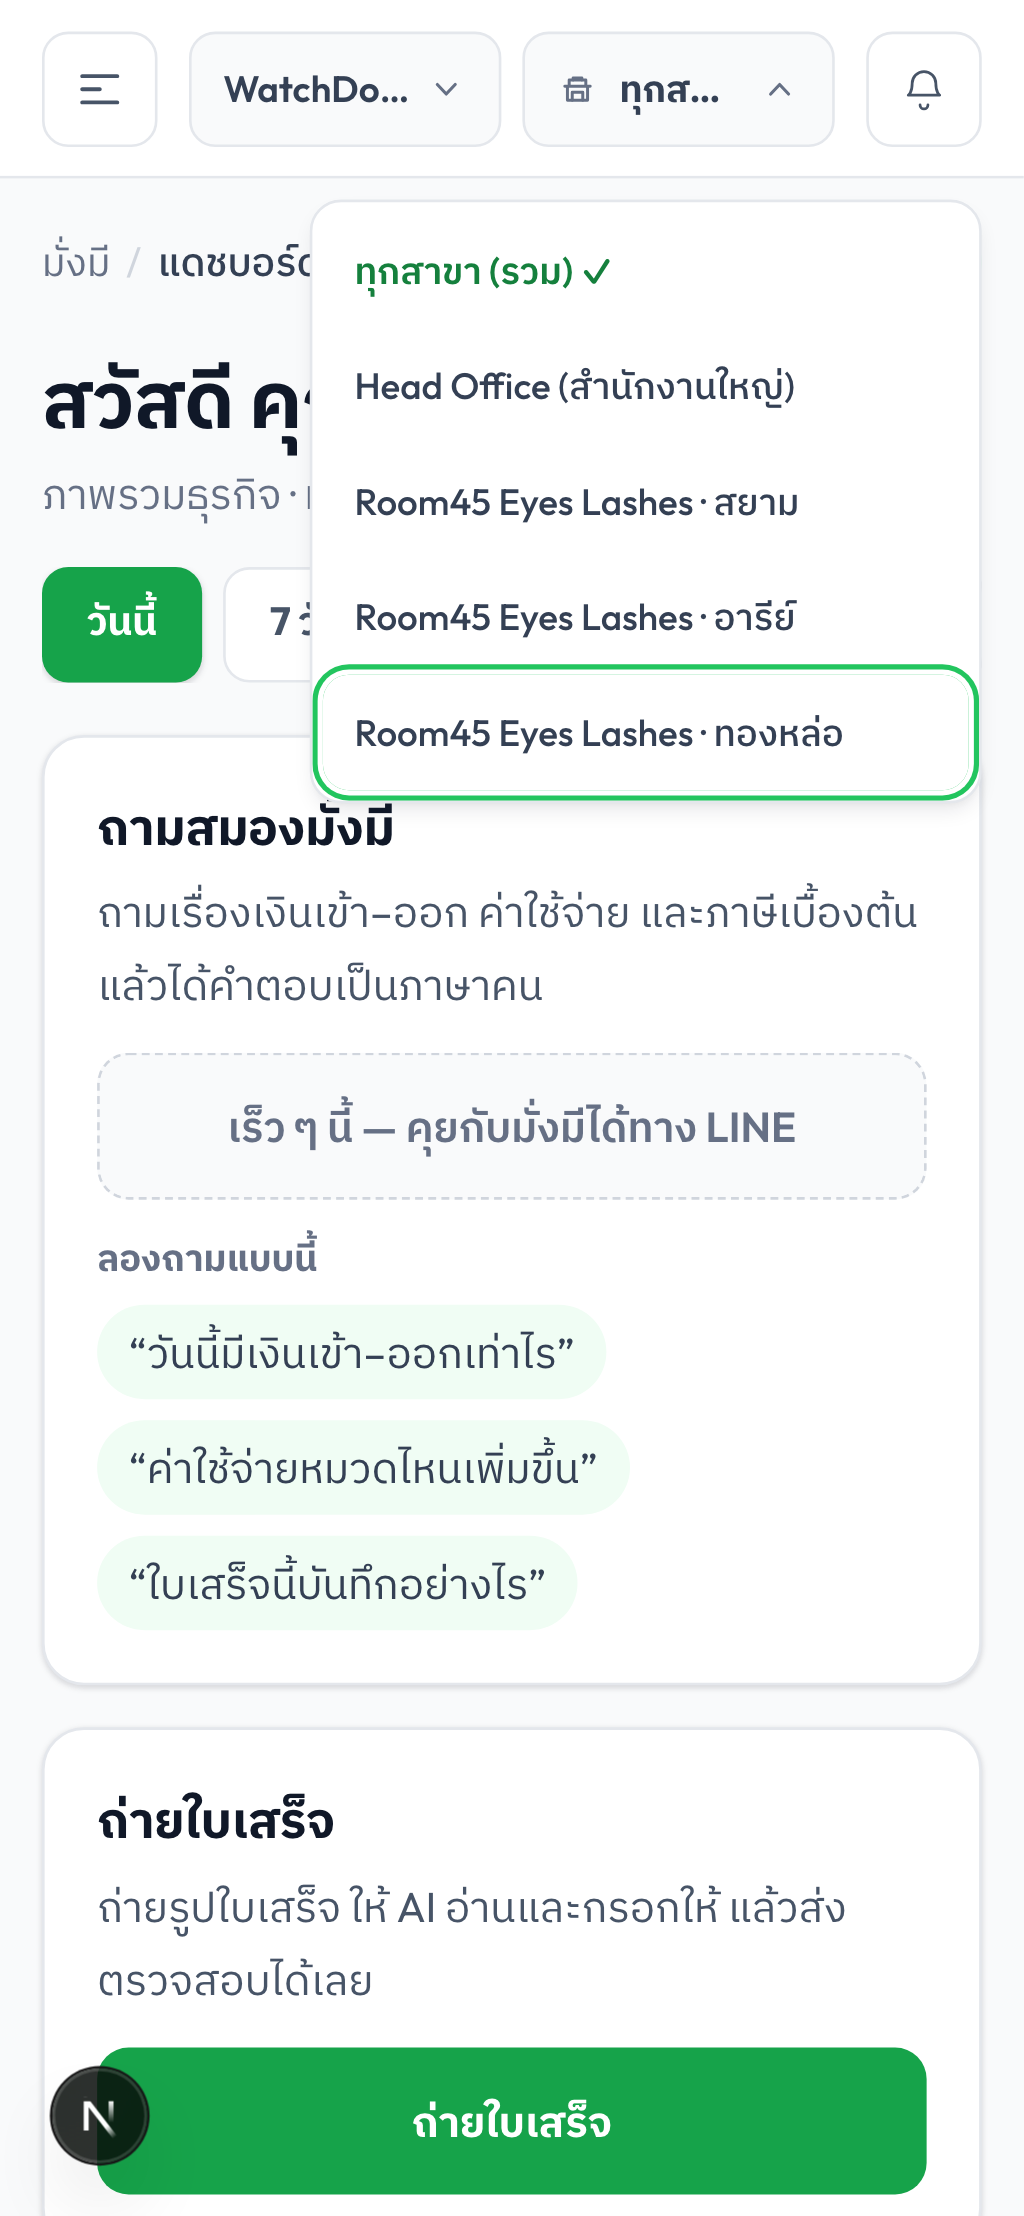 WatchDo...
ทุกส...
มั่งมี / แดชบอร์ด
ทุกสาขา (รวม) ✓
Head Office (สำนักงานใหญ่)
สวัสดี
ภาพรวมธุรกิจ ·
Room45 Eyes Lashes · สยาม
Room45 Eyes Lashes · อารีย์
วันนี้
7
Room45 Eyes Lashes · ทองหล่อ
ถามสมองมั่งมี
ถามเรื่องเงินเข้า–ออก ค่าใช้จ่าย และภาษีเบื้องต้น
แล้วได้คำตอบเป็นภาษาคน
เร็ว ๆ นี้ — คุยกับมั่งมีได้ทาง LINE
ลองถามแบบนี้
“วันนี้มีเงินเข้า–ออกเท่าไร”
“ค่าใช้จ่ายหมวดไหนเพิ่มขึ้น”
“ใบเสร็จนี้บันทึกอย่างไร”
ถ่ายใบเสร็จ
ถ่ายรูปใบเสร็จ ให้ AI อ่านและกรอกให้ แล้วส่ง
ตรวจสอบได้เลย
N
ถ่ายใบเสร็จ